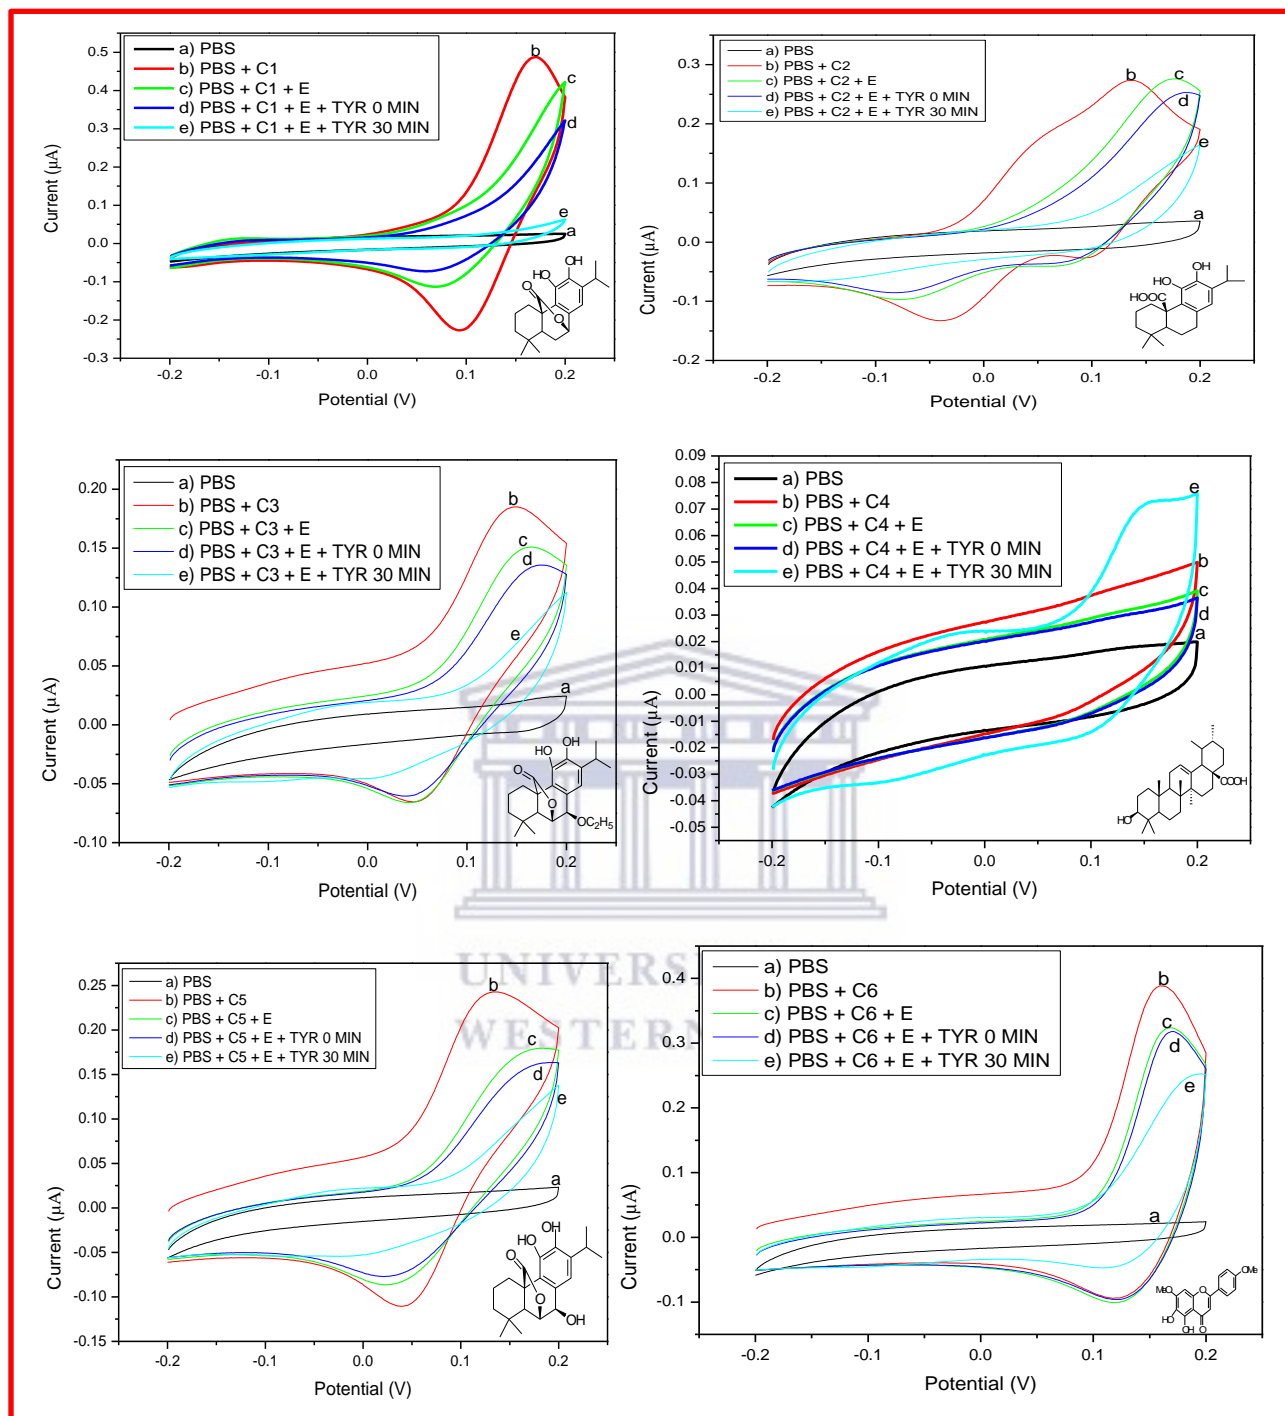 a) PBS
b) PBS + C1
c) PBS + C1 + E
d) PBS + C1 + E + TYR 0 MIN
e) PBS + C1 + E + TYR 30 MIN
b
c
d
e
a
0.5
0.4
0.3
0.2
0.1
0.0
-0.1
-0.2
-0.3
Current (µA)
-0.2
-0.1
0.0
0.1
0.2
Potential (V)
OH
HO
O
O
a) PBS
b) PBS + C2
c) PBS + C2 + E
d) PBS + C2 + E + TYR 0 MIN
e) PBS + C2 + E + TYR 30 MIN
b
c
d
e
a
0.3
0.2
0.1
0.0
-0.1
-0.2
Current (µA)
-0.2
-0.1
0.0
0.1
0.2
Potential (V)
OH
HO
HOOC
a) PBS
b) PBS + C3
c) PBS + C3 + E
d) PBS + C3 + E + TYR 0 MIN
e) PBS + C3 + E + TYR 30 MIN
b
c
d
e
a
0.20
0.15
0.10
0.05
0.00
-0.05
-0.10
Current (µA)
-0.2
-0.1
0.0
0.1
0.2
Potential (V)
OH
HO
O
O
OC2H5
a) PBS
b) PBS + C4
c) PBS + C4 + E
d) PBS + C4 + E + TYR 0 MIN
e) PBS + C4 + E + TYR 30 MIN
e
b
c
d
a
0.09
0.08
0.07
0.06
0.05
0.04
0.03
0.02
0.01
0.00
-0.01
-0.02
-0.03
-0.04
-0.05
Current (µA)
-0.2
-0.1
0.0
0.1
0.2
Potential (V)
COOH
HO
UNIVERS
WESTERN
a) PBS
b) PBS + C5
c) PBS + C5 + E
d) PBS + C5 + E + TYR 0 MIN
e) PBS + C5 + E + TYR 30 MIN
b
c
d
e
a
0.25
0.20
0.15
0.10
0.05
0.00
-0.05
-0.10
-0.15
Current (µA)
-0.2
-0.1
0.0
0.1
0.2
Potential (V)
OH
HO
O
O
OH
a) PBS
b) PBS + C6
c) PBS + C6 + E
d) PBS + C6 + E + TYR 0 MIN
e) PBS + C6 + E + TYR 30 MIN
b
c
d
e
a
0.4
0.3
0.2
0.1
0.0
-0.1
Current (µA)
-0.2
-0.1
0.0
0.1
0.2
Potential (V)
OMe
MeO
O
HO
OH
O